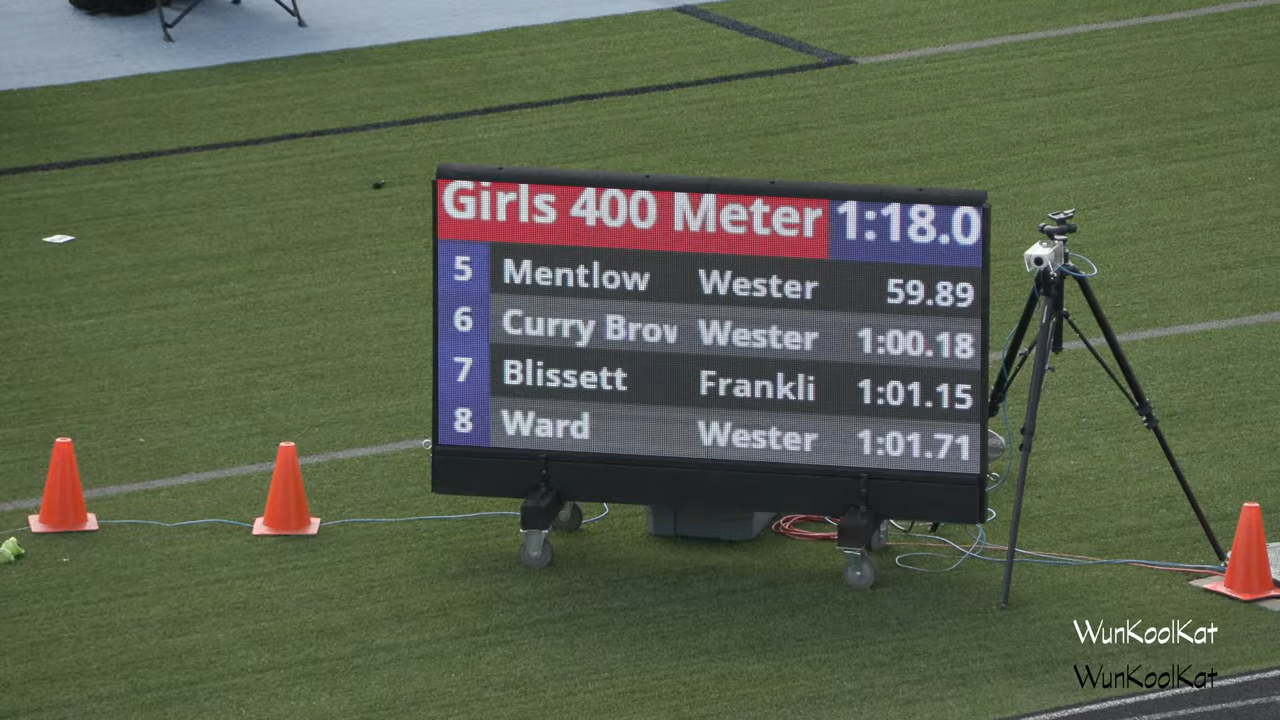 Girls 400 Meter 1:18.0
5 Mentlow Wester 59.89
6 Curry Brov Wester 1:00.18
7 Blissett Frankli 1:01.15
8 Ward Wester 1:01.71
WunKoolKat
WunKoolKat